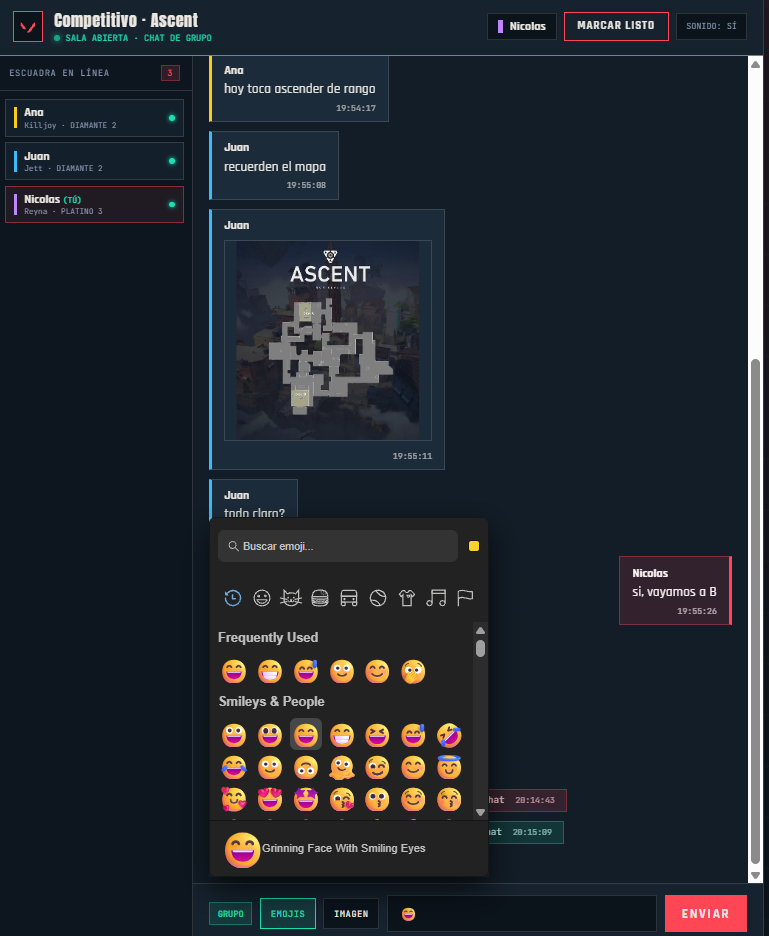 Competitivo · Ascent
SALA ABIERTA · CHAT DE GRUPO
Nicolas
MARCAR LISTO
SONIDO: SÍ
ESCUADRA EN LÍNEA
3
Ana
Killjoy · DIAMANTE 2
Juan
Jett · DIAMANTE 2
Nicolas (TÚ)
Reyna · PLATINO 3
Ana
hoy toca ascender de rango
19:54:17
Juan
recuerden el mapa
19:55:08
Juan
ASCENT
19:55:11
Juan
todo claro?
Nicolas
si, vayamos a B
19:55:26
Buscar emoji...
Frequently Used
Smileys & People
hat 20:14:43
hat 20:15:09
Grinning Face With Smiling Eyes
GRUPO
EMOJIS
IMAGEN
😄
ENVIAR